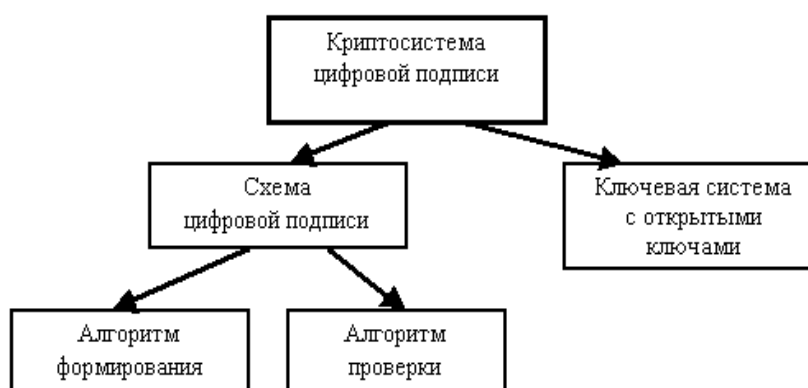 Криптосистема
цифровой подписи
Схема
цифровой подписи
Ключевая система
с открытыми
ключами
Алгоритм
формирования
Алгоритм
проверки